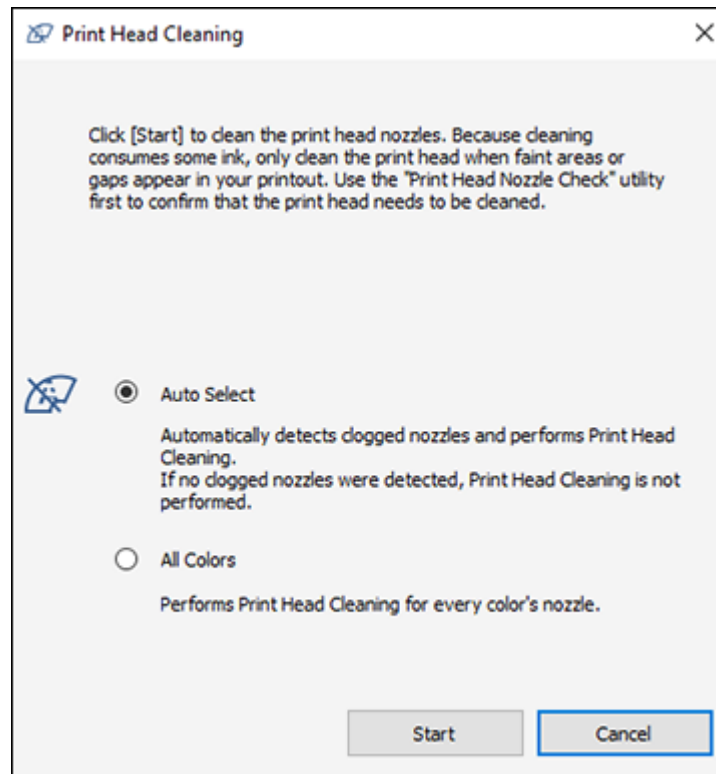 Print Head Cleaning
Click [Start] to clean the print head nozzles. Because cleaning
consumes some ink, only clean the print head when faint areas or
gaps appear in your printout. Use the "Print Head Nozzle Check" utility
first to confirm that the print head needs to be cleaned.
Auto Select
Automatically detects clogged nozzles and performs Print Head
Cleaning.
If no clogged nozzles were detected, Print Head Cleaning is not
performed.
All Colors
Performs Print Head Cleaning for every color's nozzle.
Start
Cancel